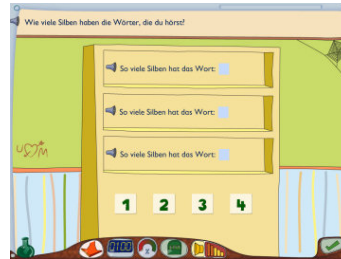 Wie viele Silben haben die Wörter, die du hörst?
So viele Silben hat das Wort:
So viele Silben hat das Wort:
So viele Silben hat das Wort:
1 2 3 4